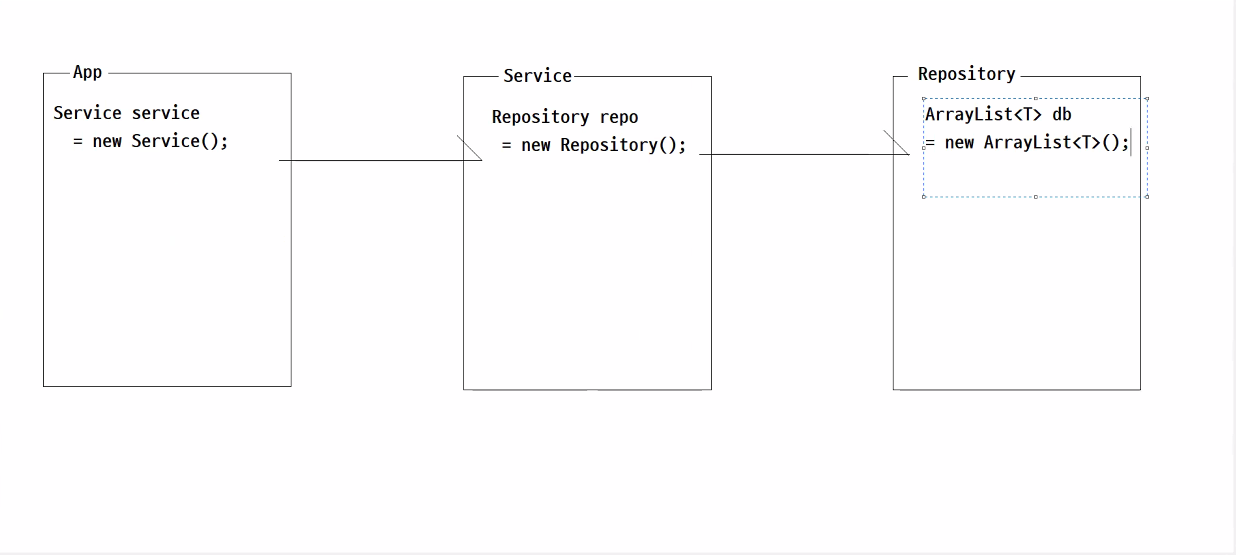 App
Service service
= new Service();
Service
Repository repo
= new Repository();
Repository
ArrayList<T> db
= new ArrayList<T>();